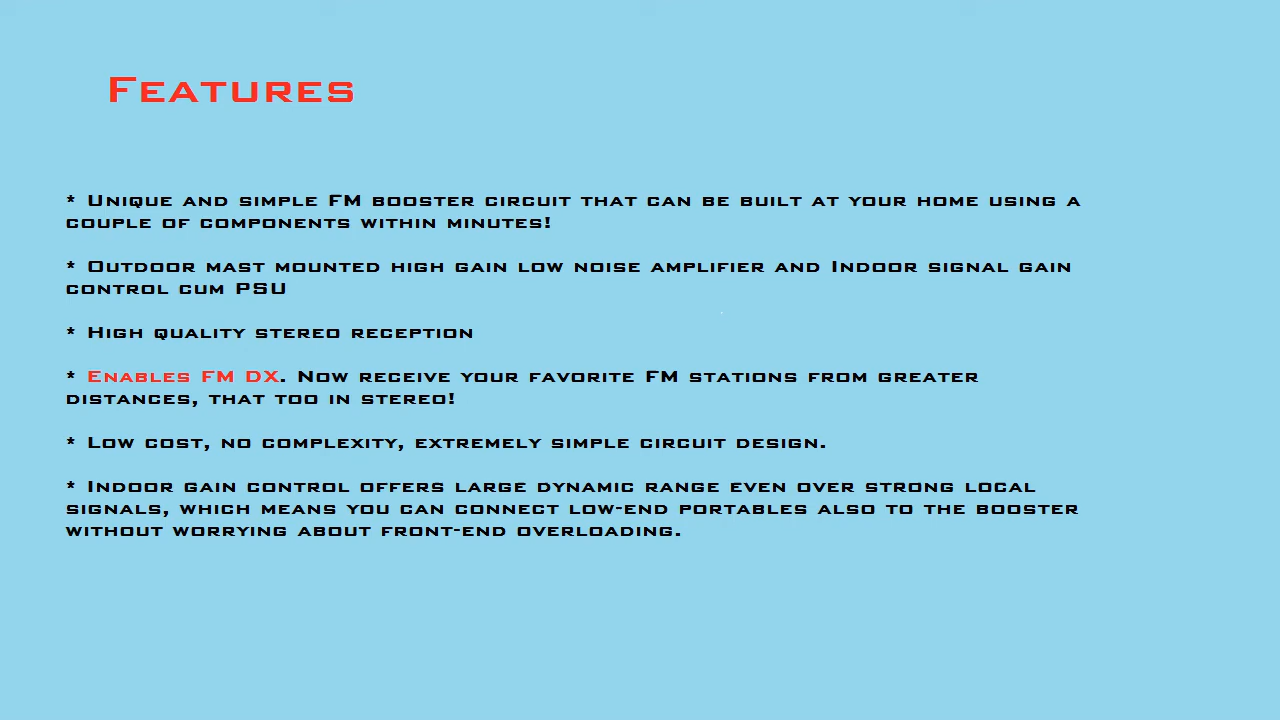 Features
* Unique and simple FM booster circuit that can be built at your home using a
couple of components within minutes!
* Outdoor mast mounted high gain low noise amplifier and Indoor signal gain
control cum PSU
* High quality stereo reception
* Enables FM DX. Now receive your favorite FM stations from greater
distances, that too in stereo!
* Low cost, no complexity, extremely simple circuit design.
* Indoor gain control offers large dynamic range even over strong local
signals, which means you can connect low-end portables also to the booster
without worrying about front-end overloading.